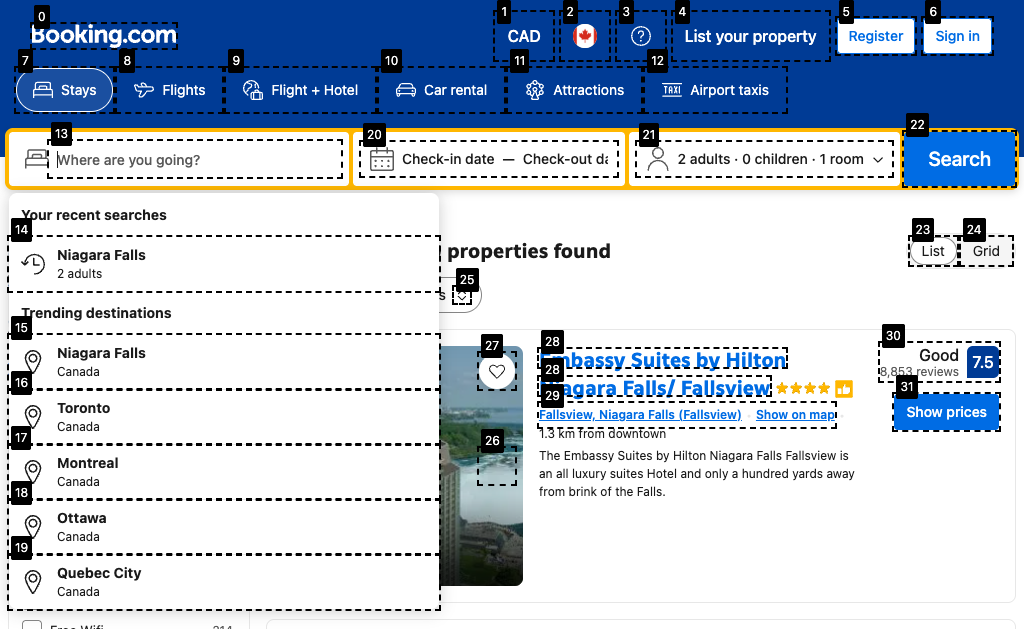 0
Booking.com
1
CAD
2
3
4
List your property
5
Register
6
Sign in
7
Stays
8
Flights
9
Flight + Hotel
10
Car rental
11
Attractions
12
Airport taxis
13
Where are you going?
20
Check-in date — Check-out da
21
2 adults · 0 children · 1 room
22
Search
Your recent searches
14
Niagara Falls
2 adults
Trending destinations
15
Niagara Falls
Canada
16
Toronto
Canada
17
Montreal
Canada
18
Ottawa
Canada
19
Quebec City
Canada
properties found
23
List
24
Grid
25
s
27
26
28
Embassy Suites by Hilton
28
Niagara Falls/ Fallsview
29
Fallsview, Niagara Falls (Fallsview) · Show on map ·
1.3 km from downtown
The Embassy Suites by Hilton Niagara Falls Fallsview is
an all luxury suites Hotel and only a hundred yards away
from brink of the Falls.
30
Good
8,853 reviews
7.5
31
Show prices
Free Wifi
214